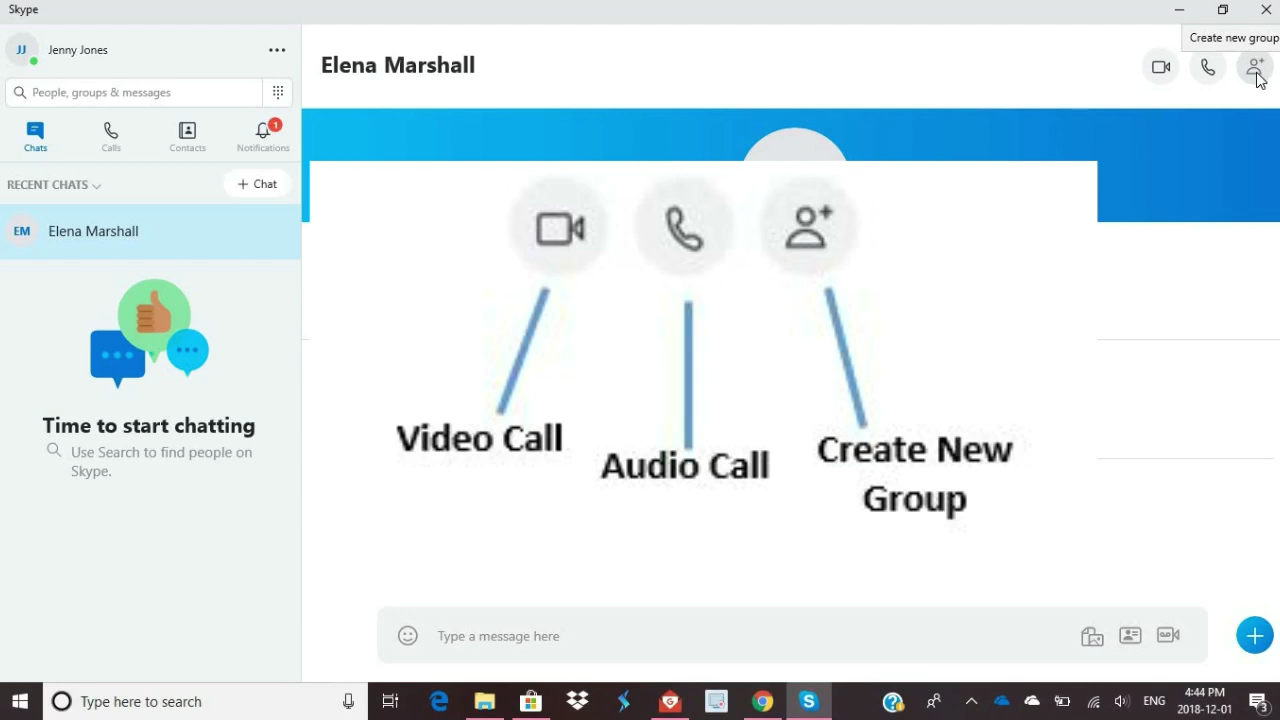 Skype
Create new group
JJ
Jenny Jones
Elena Marshall
People, groups & messages
Chats
Calls
Contacts
1
Notifications
RECENT CHATS
+ Chat
EM
Elena Marshall
Video Call
Audio Call
Create New
Group
Time to start chatting
Use Search to find people on
Skype.
Type a message here
Type here to search
ENG
4:44 PM
2018-12-01
3